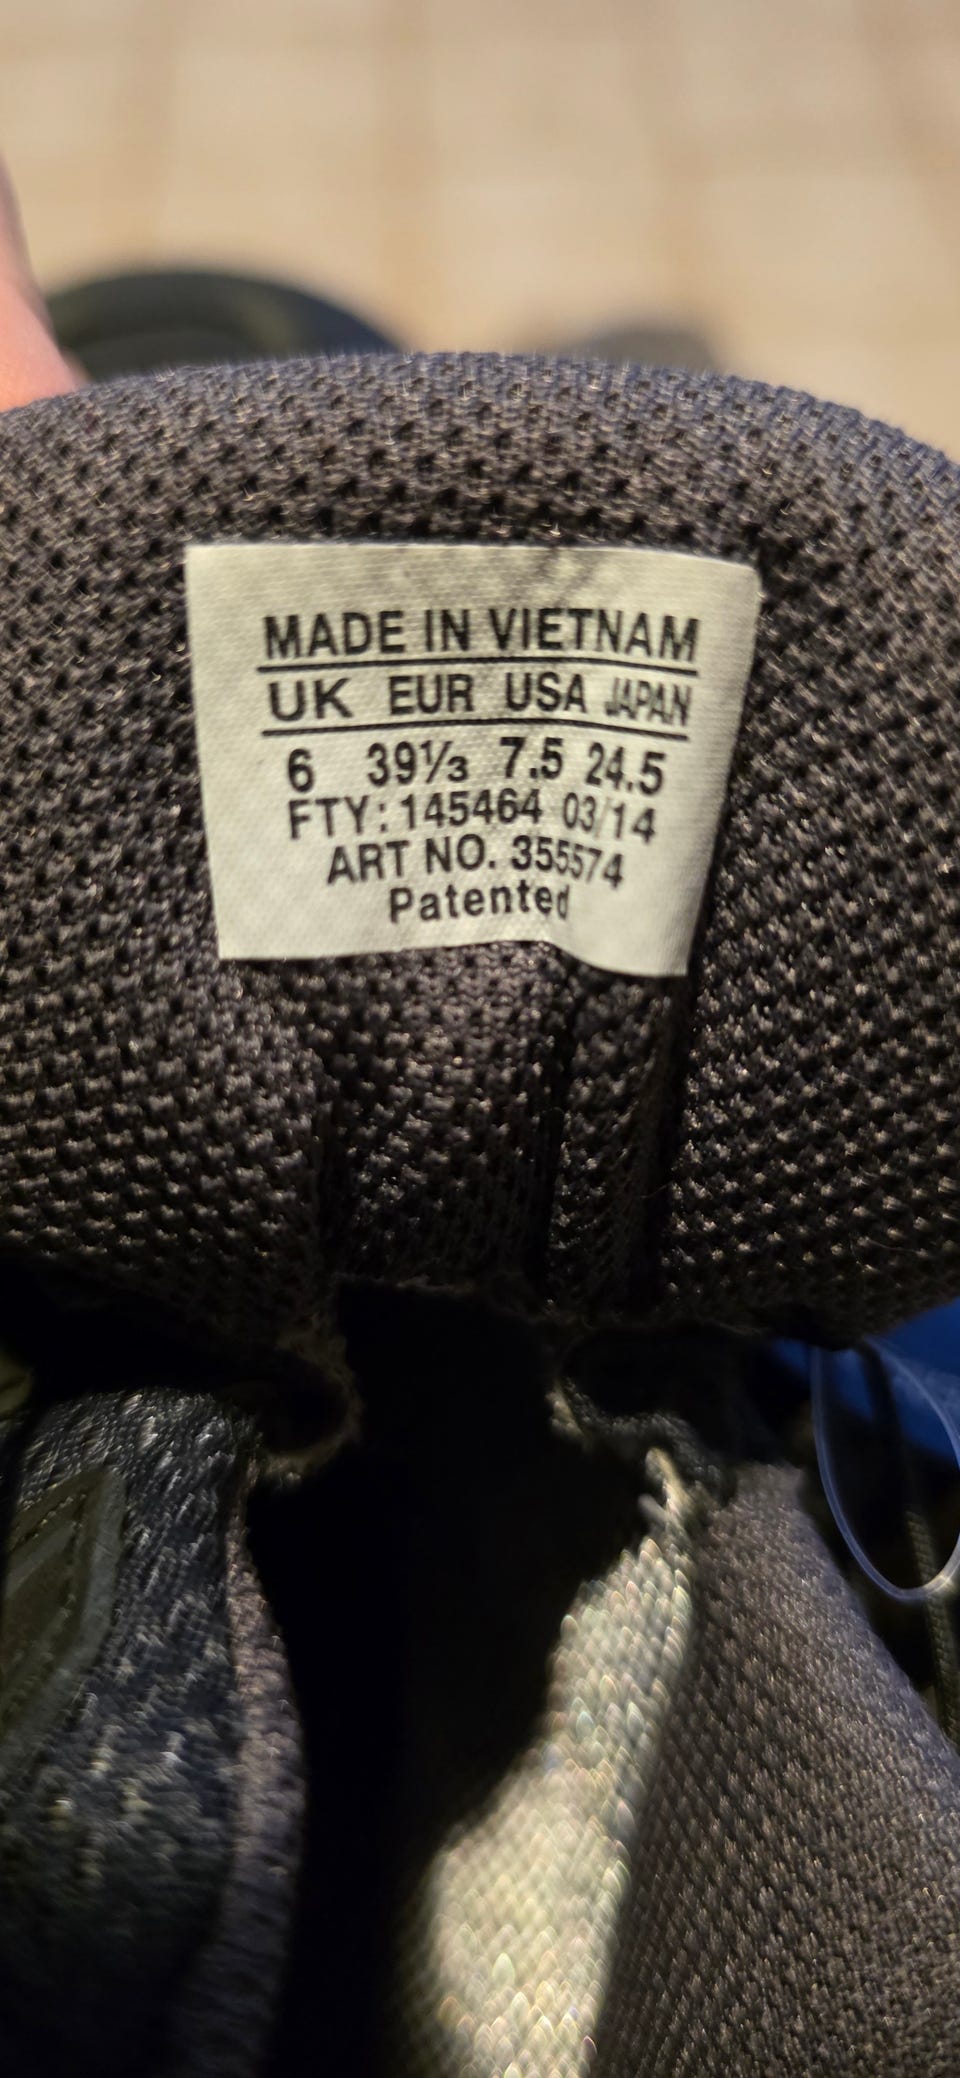 MADE IN VIETNAM
UK EUR USA JAPAN
6 39⅓ 7.5 24.5
FTY: 145464 03/14
ART NO. 355574
Patented